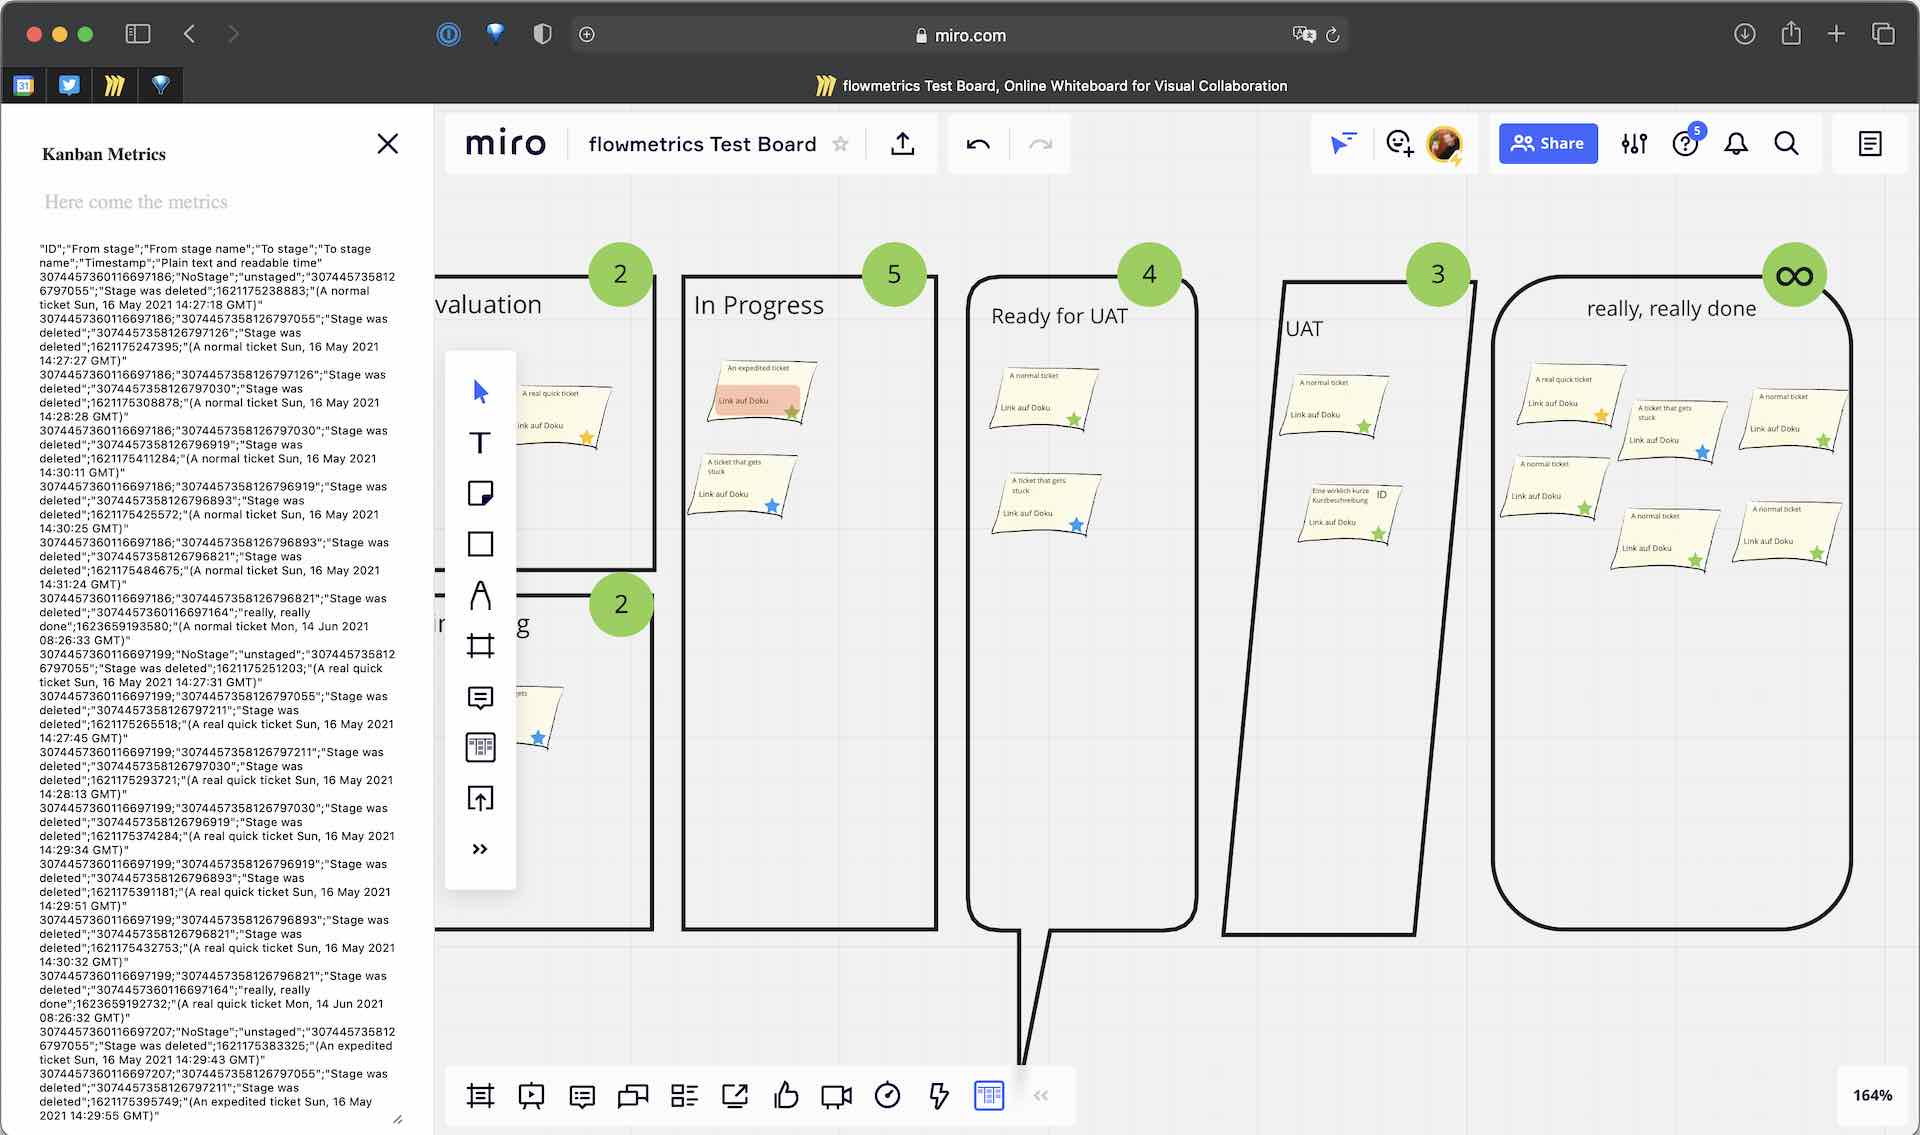 miro.com
31
flowmetrics Test Board, Online Whiteboard for Visual Collaboration
Kanban Metrics
Here come the metrics
"ID";"From stage";"From stage name";"To stage";"To stage
name";"Timestamp";"Plain text and readable time"
3074457360116697186;"NoStage";"unstaged";"307445735812
6797055";"Stage was deleted";1621175238883;"(A normal
ticket Sun, 16 May 2021 14:27:18 GMT)"
3074457360116697186;"3074457358126797055";"Stage was
deleted";"3074457358126797126";"Stage was
deleted";1621175247395;"(A normal ticket Sun, 16 May 2021
14:27:27 GMT)"
3074457360116697186;"3074457358126797126";"Stage was
deleted";"3074457358126797030";"Stage was
deleted";1621175308878;"(A normal ticket Sun, 16 May 2021
14:28:28 GMT)"
3074457360116697186;"3074457358126797030";"Stage was
deleted";"3074457358126796919";"Stage was
deleted";1621175411284;"(A normal ticket Sun, 16 May 2021
14:30:11 GMT)"
3074457360116697186;"3074457358126796919";"Stage was
deleted";"3074457358126796893";"Stage was
deleted";1621175425572;"(A normal ticket Sun, 16 May 2021
14:30:25 GMT)"
3074457360116697186;"3074457358126796893";"Stage was
deleted";"3074457358126796821";"Stage was
deleted";1621175484675;"(A normal ticket Sun, 16 May 2021
14:31:24 GMT)"
3074457360116697186;"3074457358126796821";"Stage was
deleted";"3074457360116697164";"really, really
done";1623659193580;"(A normal ticket Mon, 14 Jun 2021
08:26:33 GMT)"
3074457360116697199;"NoStage";"unstaged";"307445735812
6797055";"Stage was deleted";1621175251203;"(A real quick
ticket Sun, 16 May 2021 14:27:31 GMT)"
3074457360116697199;"3074457358126797055";"Stage was
deleted";"3074457358126797211";"Stage was
deleted";1621175265518;"(A real quick ticket Sun, 16 May 2021
14:27:45 GMT)"
3074457360116697199;"3074457358126797211";"Stage was
deleted";"3074457358126797030";"Stage was
deleted";1621175293721;"(A real quick ticket Sun, 16 May 2021
14:28:13 GMT)"
3074457360116697199;"3074457358126797030";"Stage was
deleted";"3074457358126796919";"Stage was
deleted";1621175374284;"(A real quick ticket Sun, 16 May 2021
14:29:34 GMT)"
3074457360116697199;"3074457358126796919";"Stage was
deleted";"3074457358126796893";"Stage was
deleted";1621175391181;"(A real quick ticket Sun, 16 May 2021
14:29:51 GMT)"
3074457360116697199;"3074457358126796893";"Stage was
deleted";"3074457358126796821";"Stage was
deleted";1621175432753;"(A real quick ticket Sun, 16 May 2021
14:30:32 GMT)"
3074457360116697199;"3074457358126796821";"Stage was
deleted";"3074457360116697164";"really, really
done";1623659192732;"(A real quick ticket Mon, 14 Jun 2021
08:26:32 GMT)"
3074457360116697207;"NoStage";"unstaged";"307445735812
6797055";"Stage was deleted";1621175383325;"(An expedited
ticket Sun, 16 May 2021 14:29:43 GMT)"
3074457360116697207;"3074457358126797055";"Stage was
deleted";"3074457358126797211";"Stage was
deleted";1621175395749;"(An expedited ticket Sun, 16 May
2021 14:29:55 GMT)"
miro
flowmetrics Test Board
Share
5
valuation
2
A real quick ticket
ink auf Doku
2
g
ets
In Progress
5
An expedited ticket
Link auf Doku
A ticket that gets
stuck
Link auf Doku
Ready for UAT
4
A normal ticket
Link auf Doku
A ticket that gets
stuck
Link auf Doku
UAT
3
A normal ticket
Link auf Doku
Eine wirklich kurze
Kurzbeschreibung
ID
Link auf Doku
really, really done
∞
A real quick ticket
Link auf Doku
A ticket that gets
stuck
Link auf Doku
A normal ticket
Link auf Doku
A normal ticket
Link auf Doku
A normal ticket
Link auf Doku
A normal ticket
Link auf Doku
164%